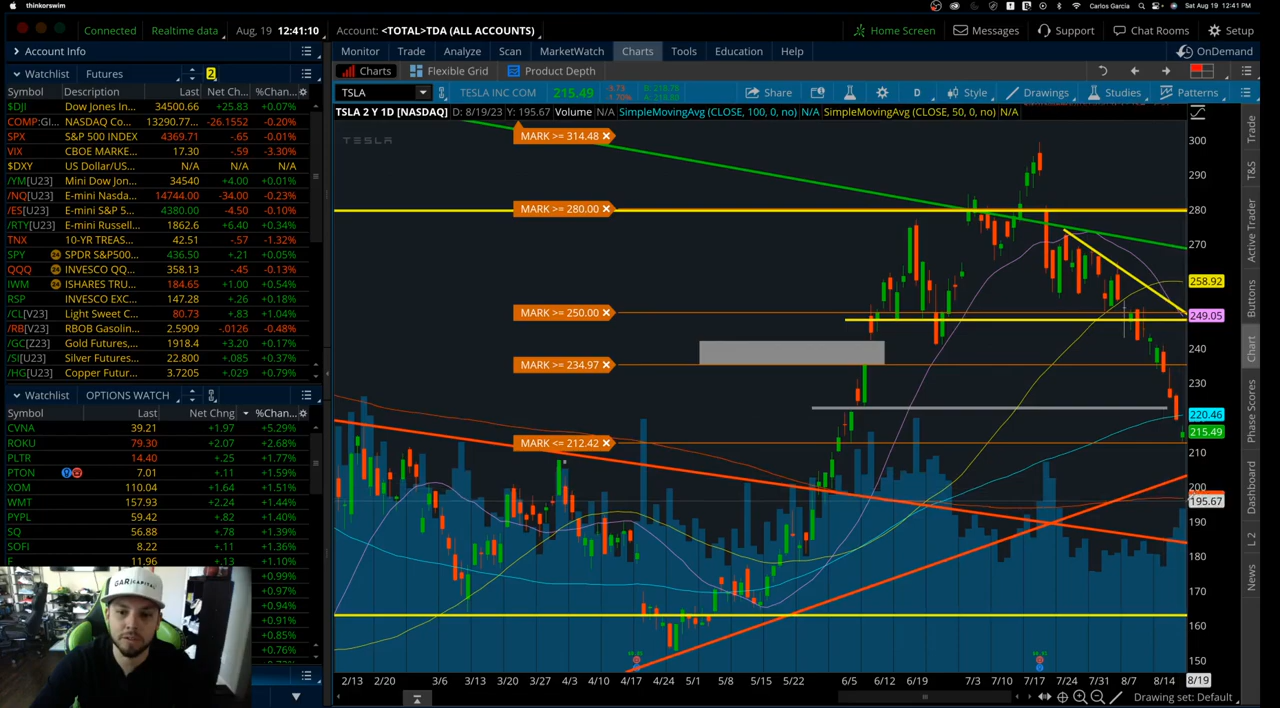 thinkorswim
Carlos Garcia
Sat Aug 19 12:41 PM
Connected
Realtime data
Aug, 19 12:41:10
Account: <TOTAL>TDA (ALL ACCOUNTS)
Home Screen
Messages
Support
Chat Rooms
Setup
Account Info
Monitor Trade Analyze Scan MarketWatch Charts Tools Education Help
OnDemand
Watchlist Futures 2
Charts Flexible Grid Product Depth
Symbol Description Last Net Ch... %Chan...
TSLA TESLA INC COM 215.49 -3.73 -1.70%
Share D Style Drawings Studies Patterns
TSLA 2 Y 1D [NASDAQ] D: 8/19/23 Y: 195.67 Volume N/A SimpleMovingAvg (CLOSE, 100, 0, no) N/A SimpleMovingAvg (CLOSE, 50, 0, no) N/A
TESLA
$DJI Dow Jones In... 34500.66 +25.83 +0.07%
COMP:GI... NASDAQ Co... 13290.77... -26.1552 -0.20%
SPX S&P 500 INDEX 4369.71 -.65 -0.01%
VIX CBOE MARKE... 17.30 -.59 -3.30%
$DXY US Dollar/US... N/A N/A N/A
/YM[U23] Mini Dow Jon... 34540 +4.00 +0.01%
/NQ[U23] E-mini Nasda... 14744.00 -34.00 -0.23%
/ES[U23] E-mini S&P 5... 4380.00 -4.50 -0.10%
/RTY[U23] E-mini Russell... 1862.6 +6.40 +0.34%
TNX 10-YR TREAS... 42.51 -.57 -1.32%
SPY 24 SPDR S&P500... 436.50 +.21 +0.05%
QQQ 24 INVESCO QQ... 358.13 -.45 -0.13%
IWM 24 ISHARES TRU... 184.65 +1.00 +0.54%
RSP INVESCO EXC... 147.28 +.26 +0.18%
/CL[V23] Light Sweet C... 80.73 +.83 +1.04%
/RB[V23] RBOB Gasolin... 2.5909 -.0126 -0.48%
/GC[Z23] Gold Futures,... 1918.4 +3.20 +0.17%
/SI[U23] Silver Futures... 22.800 +.085 +0.37%
/HG[U23] Copper Futur... 3.7205 +.029 +0.79%
Watchlist OPTIONS WATCH
Symbol Last Net Chng %Chan...
CVNA 39.21 +1.97 +5.29%
ROKU 79.30 +2.07 +2.68%
PLTR 14.40 +.25 +1.77%
PTON 7.01 +.11 +1.59%
XOM 110.04 +1.64 +1.51%
WMT 157.93 +2.24 +1.44%
PYPL 59.42 +.82 +1.40%
SQ 56.88 +.78 +1.39%
SOFI 8.22 +.11 +1.36%
F 11.96 +.13 +1.10%
+0.99%
+0.97%
+0.94%
+0.91%
+0.85%
+0.76%
MARK >= 314.48
MARK >= 280.00
MARK >= 250.00
MARK >= 234.97
MARK <= 212.42
300
290
280
270
258.92
249.05
240
230
220.46
215.49
210
200
195.67
190
180
170
160
150
2/13 2/20 3/6 3/13 3/20 3/27 4/3 4/10 4/17 4/24 5/1 5/8 5/15 5/22 6/5 6/12 6/19 7/3 7/10 7/17 7/24 7/31 8/7 8/14 8/19
Drawing set: Default
Trade
T&S
Active Trader
Buttons
Chart
Phase Scores
Dashboard
L 2
News
GARICAPITAL